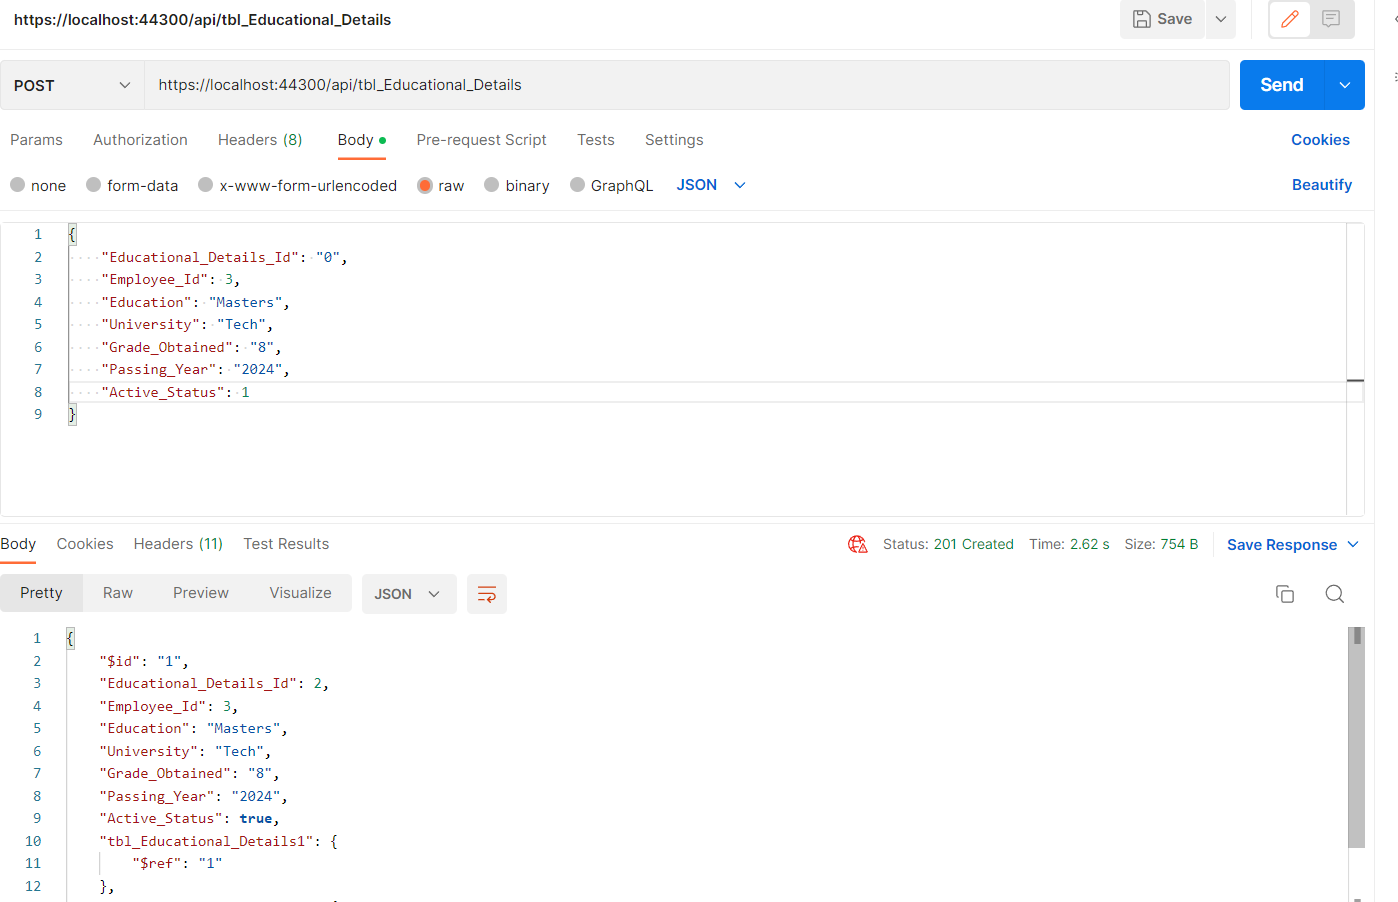 https://localhost:44300/api/tbl_Educational_Details Save
POST https://localhost:44300/api/tbl_Educational_Details Send
Params Authorization Headers (8) Body Pre-request Script Tests Settings Cookies
none form-data x-www-form-urlencoded raw binary GraphQL JSON Beautify
1 {
2 "Educational_Details_Id": "0",
3 "Employee_Id": 3,
4 "Education": "Masters",
5 "University": "Tech",
6 "Grade_Obtained": "8",
7 "Passing_Year": "2024",
8 "Active_Status": 1
9 }
Body Cookies Headers (11) Test Results Status: 201 Created Time: 2.62 s Size: 754 B Save Response
Pretty Raw Preview Visualize JSON
1 {
2 "$id": "1",
3 "Educational_Details_Id": 2,
4 "Employee_Id": 3,
5 "Education": "Masters",
6 "University": "Tech",
7 "Grade_Obtained": "8",
8 "Passing_Year": "2024",
9 "Active_Status": true,
10 "tbl_Educational_Details1": {
11 "$ref": "1"
12 },